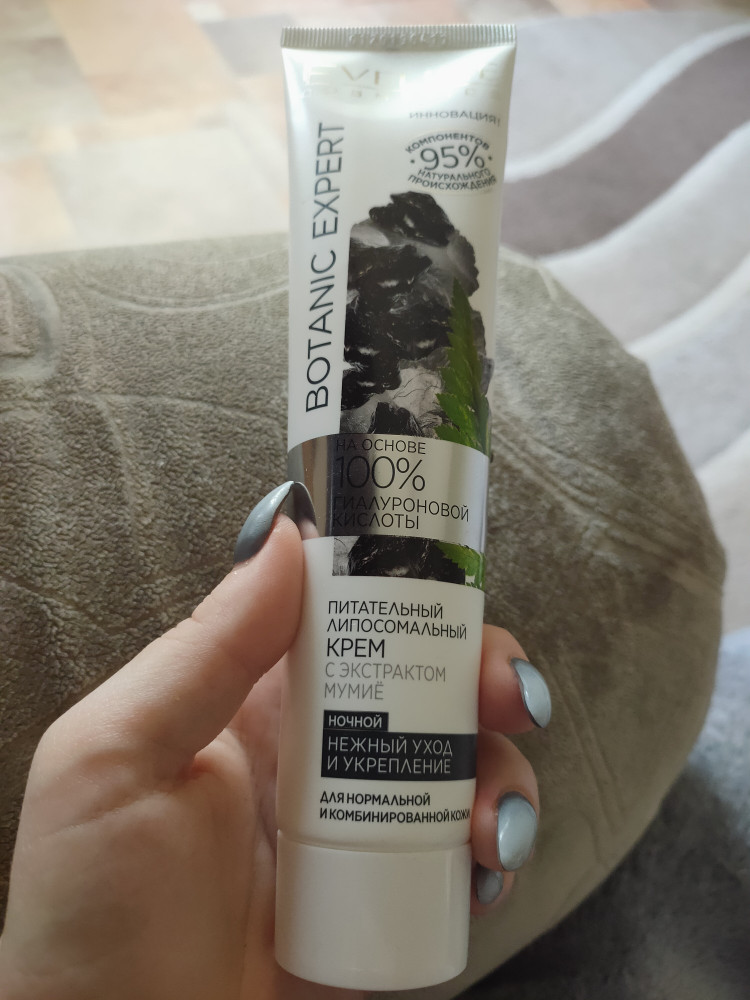 EVELINE
ИННОВАЦИЯ!
КОМПОНЕНТОВ
95%
НАТУРАЛЬНОГО
ПРОИСХОЖДЕНИЯ
BOTANIC EXPERT
НА ОСНОВЕ
100%
ГИАЛУРОНОВОЙ
КИСЛОТЫ
ПИТАТЕЛЬНЫЙ
ЛИПОСОМАЛЬНЫЙ
КРЕМ
С ЭКСТРАКТОМ
МУМИЁ
НОЧНОЙ
НЕЖНЫЙ УХОД
И УКРЕПЛЕНИЕ
ДЛЯ НОРМАЛЬНОЙ
И КОМБИНИРОВАННОЙ КОЖИ